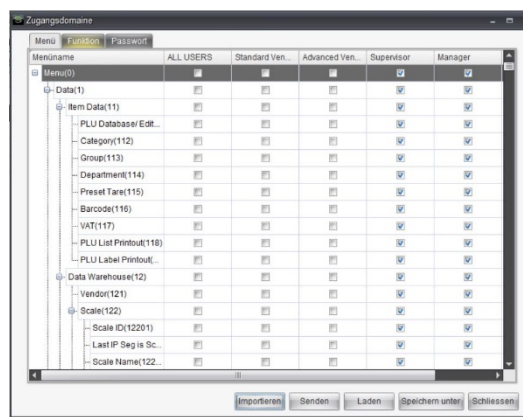 Zugangsdomaine
Menü Funktion Passwort
Menüname ALL USERS Standard Ven... Advanced Ven... Supervisor Manager
Menu(0)
Data(1)
Item Data(11)
PLU Database/ Edit...
Category(112)
Group(113)
Department(114)
Preset Tare(115)
Barcode(116)
VAT(117)
PLU List Printout(118)
PLU Label Printout(...
Data Warehouse(12)
Vendor(121)
Scale(122)
Scale ID(12201)
Last IP Seg is Sc...
Scale Name(122...
Importieren Senden Laden Speichern unter Schliessen